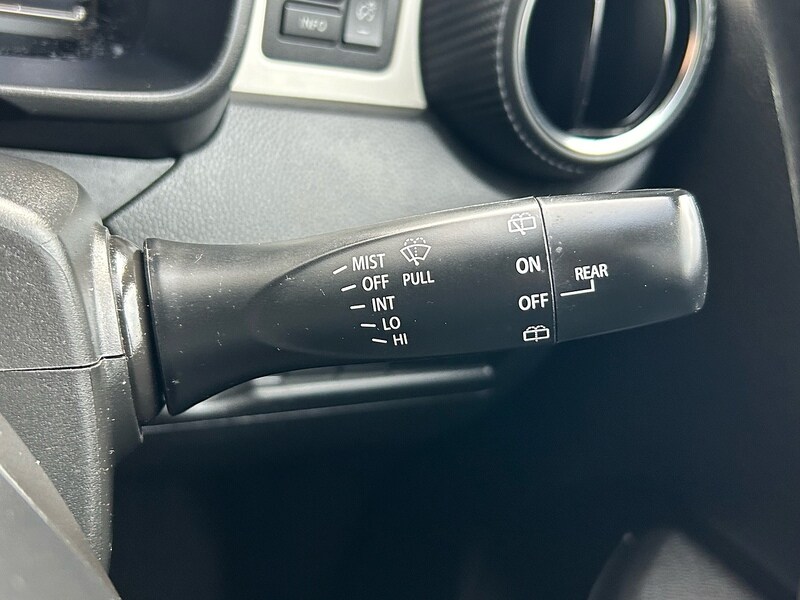 INFO
MIST
OFF
INT
LO
HI
PULL
ON
OFF
REAR